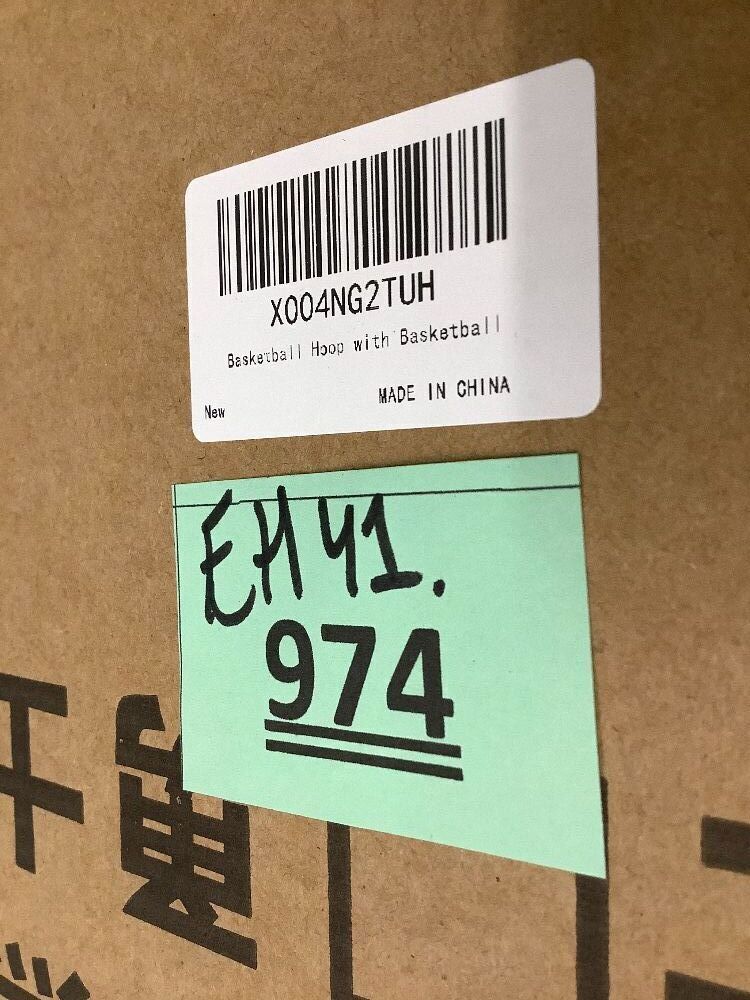 X004NG2TUH
Basketball Hoop with Basketball
New
MADE IN CHINA
EH41.
974